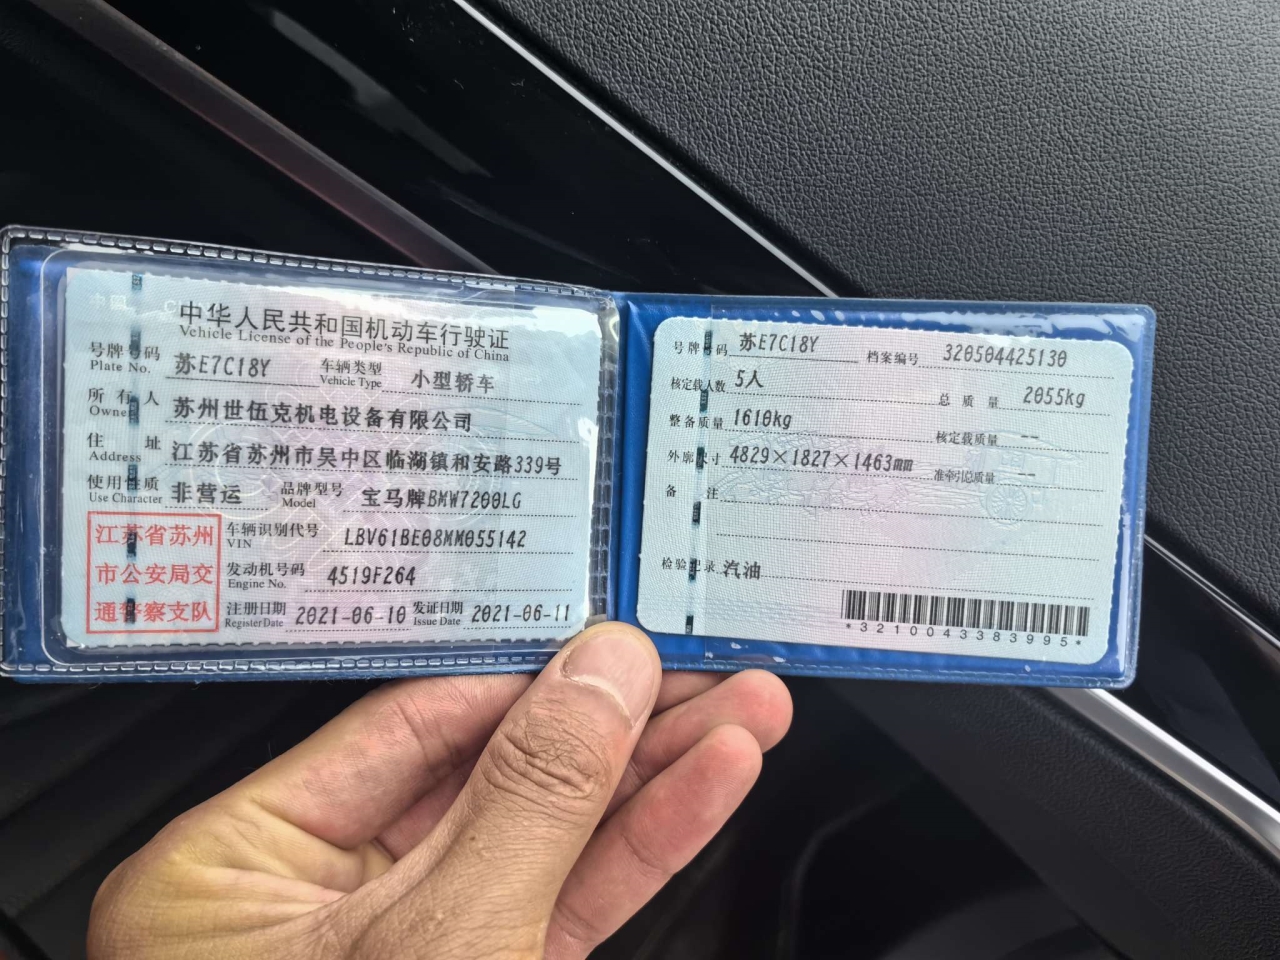 中华人民共和国机动车行驶证
Vehicle License of the People's Republic of China
号牌号码 苏E7C18Y 车辆类型 小型轿车
Plate No. Vehicle Type
所有人 苏州世伍克机电设备有限公司
Owner
住址 江苏省苏州市吴中区临湖镇和安路339号
Address
使用性质 非营运 品牌型号 宝马牌BMW7200LG
Use Character Model
江苏省苏州
市公安局交
通警察支队
车辆识别代号 LBV61BE08MM055142
VIN
发动机号码 4519F264
Engine No.
注册日期 2021-06-10 发证日期 2021-06-11
Register Date Issue Date
号牌号码 苏E7C18Y 档案编号 320504425130
核定载人数 5人 总质量 2055kg
整备质量 1610kg 核定载质量 --
外廓尺寸 4829×1827×1463mm 准牵引总质量 --
备注
检验记录 汽油
*3210043383995*